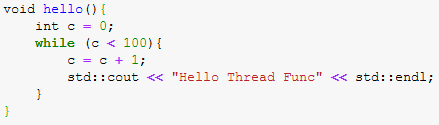 void hello(){
    int c = 0;
    while (c < 100){
        c = c + 1;
        std::cout << "Hello Thread Func" << std::endl;
    }
}